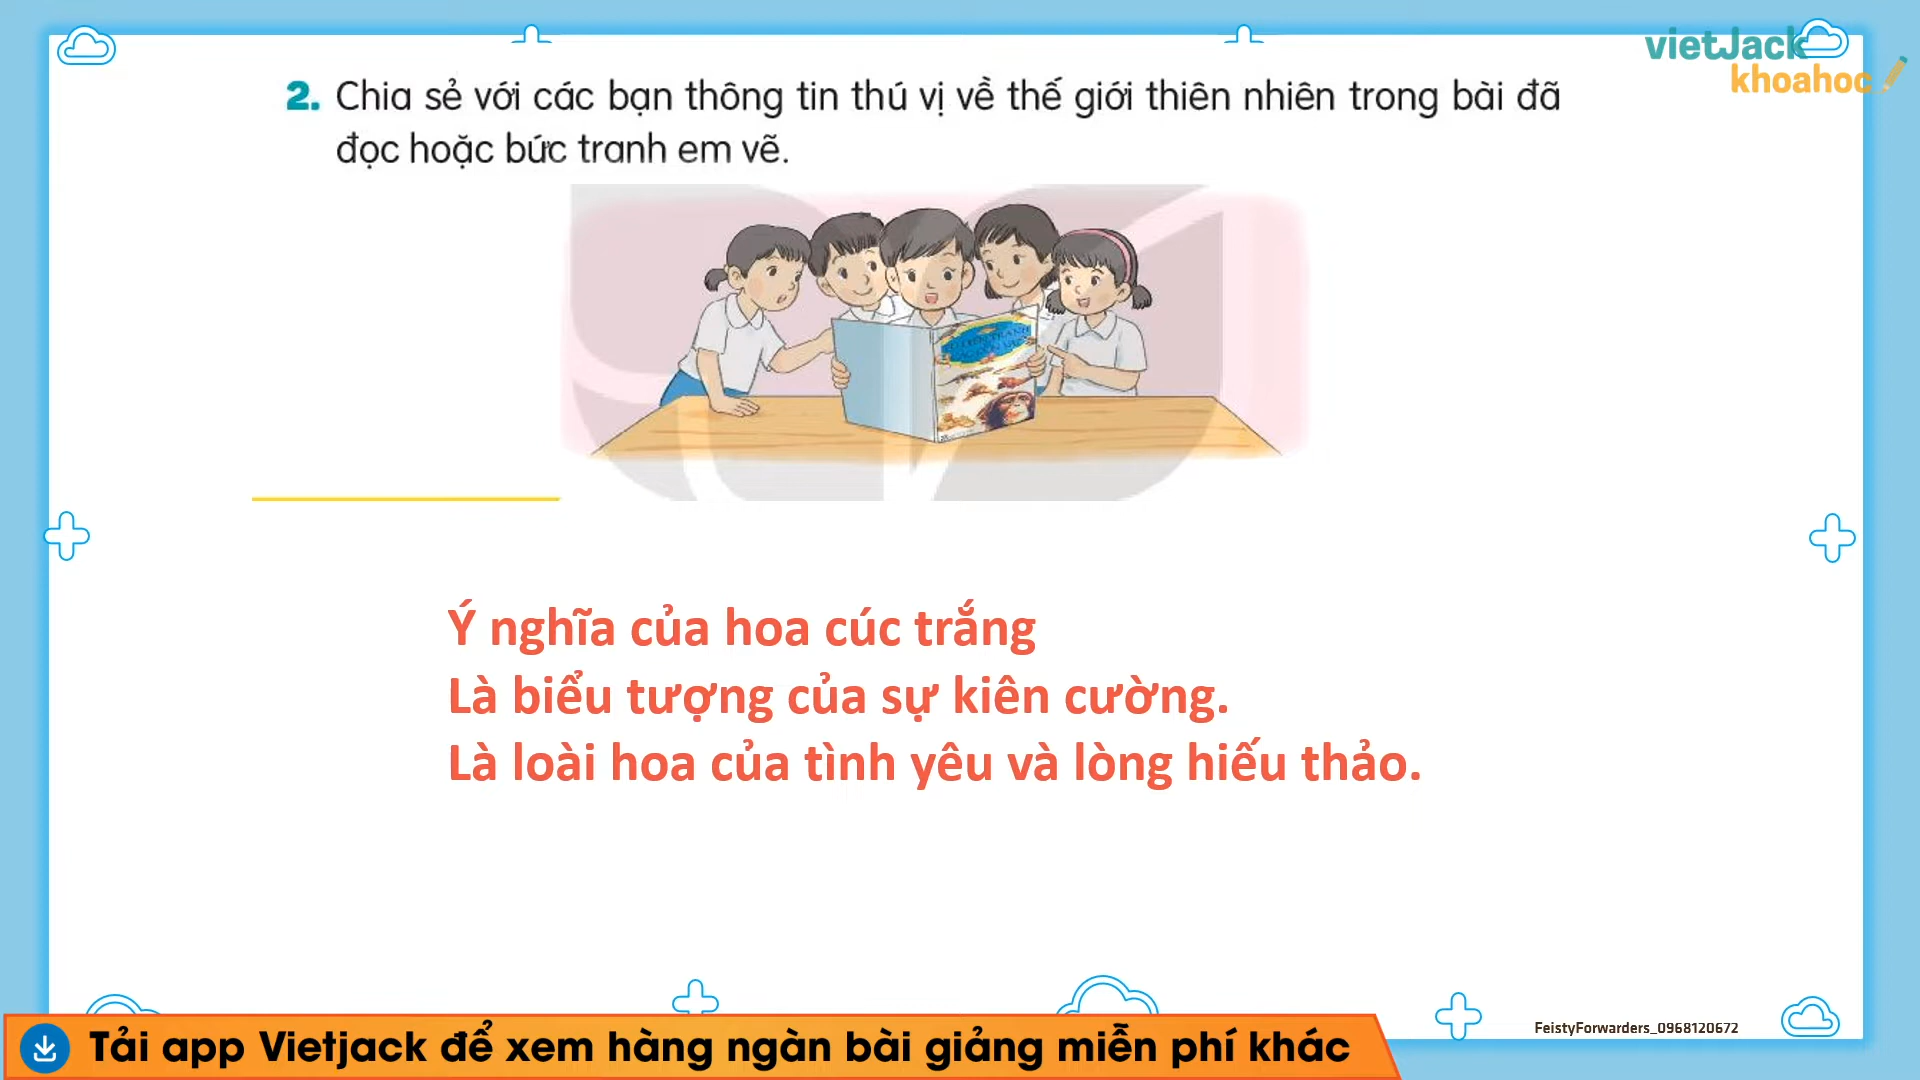 vietJack
khoahoc
2. Chia sẻ với các bạn thông tin thú vị về thế giới thiên nhiên trong bài đã
đọc hoặc bức tranh em vẽ.
Ý nghĩa của hoa cúc trắng
Là biểu tượng của sự kiên cường.
Là loài hoa của tình yêu và lòng hiếu thảo.
FeistyForwarders_0968120672
Tải app Vietjack để xem hàng ngàn bài giảng miễn phí khác